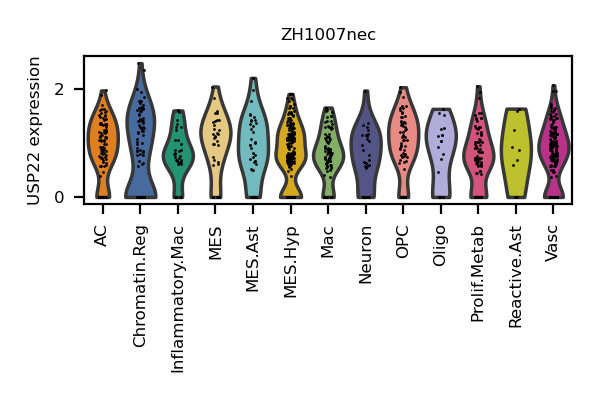 ZH1007nec
USP22 expression
2
0
AC
Chromatin.Reg
Inflammatory.Mac
MES
MES.Ast
MES.Hyp
Mac
Neuron
OPC
Oligo
Prolif.Metab
Reactive.Ast
Vasc